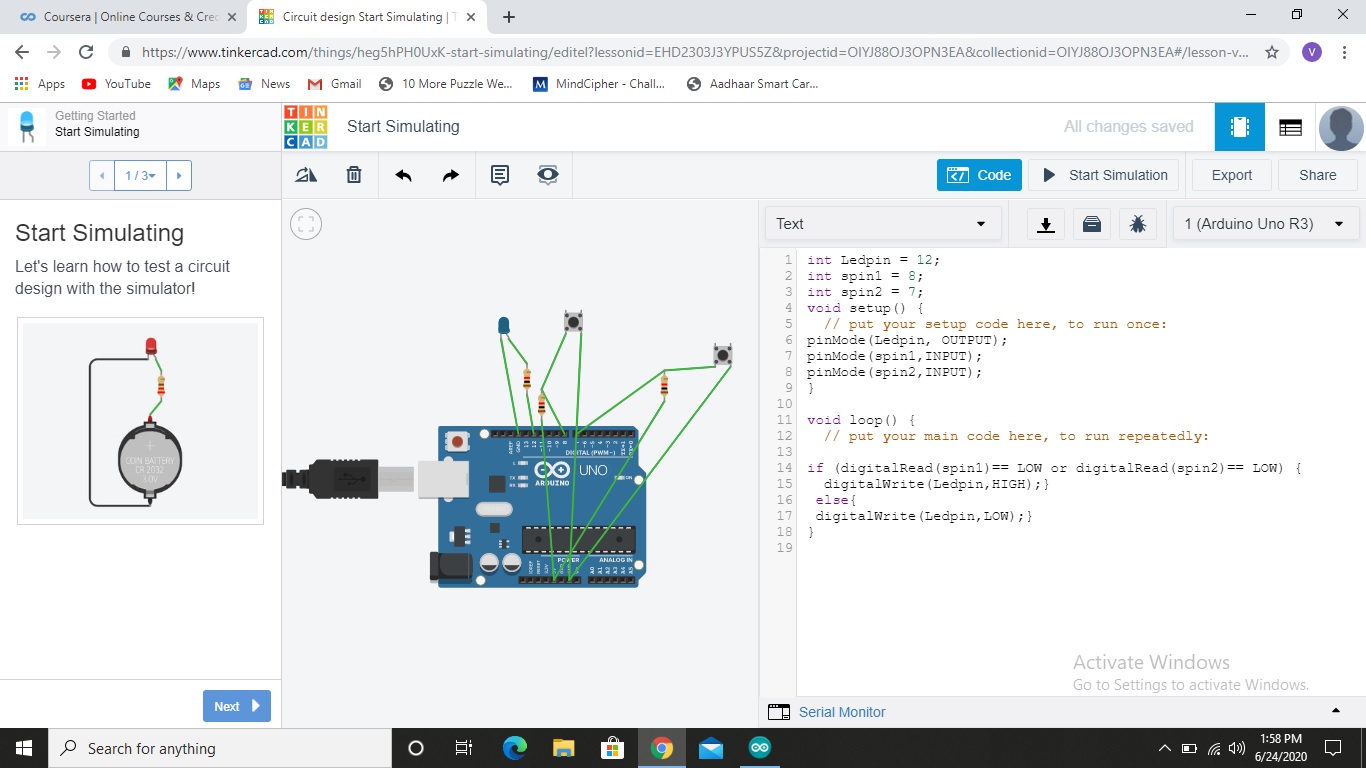 Coursera | Online Courses & Cre
Circuit design Start Simulating | T
https://www.tinkercad.com/things/heg5hPH0UxK-start-simulating/editel?lessonid=EHD2303J3YPUS5Z&projectid=OIYJ88OJ3OPN3EA&collectionid=OIYJ88OJ3OPN3EA#/lesson-v...
V
Apps
YouTube
Maps
News
Gmail
10 More Puzzle We...
M
MindCipher - Chall...
Aadhaar Smart Car...
Getting Started
Start Simulating
TIN
KER
CAD
Start Simulating
All changes saved
1 / 3
Code
Start Simulation
Export
Share
Start Simulating
Let's learn how to test a circuit
design with the simulator!
COIN BATTERY
CR 2032
3.0V
Next
Text
1 (Arduino Uno R3)
DIGITAL (PWM~)
UNO
ARDUINO
POWER
ANALOG IN
1 int Ledpin = 12;
2 int spin1 = 8;
3 int spin2 = 7;
4 void setup() {
5 // put your setup code here, to run once:
6 pinMode(Ledpin, OUTPUT);
7 pinMode(spin1,INPUT);
8 pinMode(spin2,INPUT);
9 }
10
11 void loop() {
12 // put your main code here, to run repeatedly:
13
14 if (digitalRead(spin1)== LOW or digitalRead(spin2)== LOW) {
15 digitalWrite(Ledpin,HIGH);}
16 else{
17 digitalWrite(Ledpin,LOW);}
18 }
19
Activate Windows
Go to Settings to activate Windows.
Serial Monitor
Search for anything
1:58 PM
6/24/2020